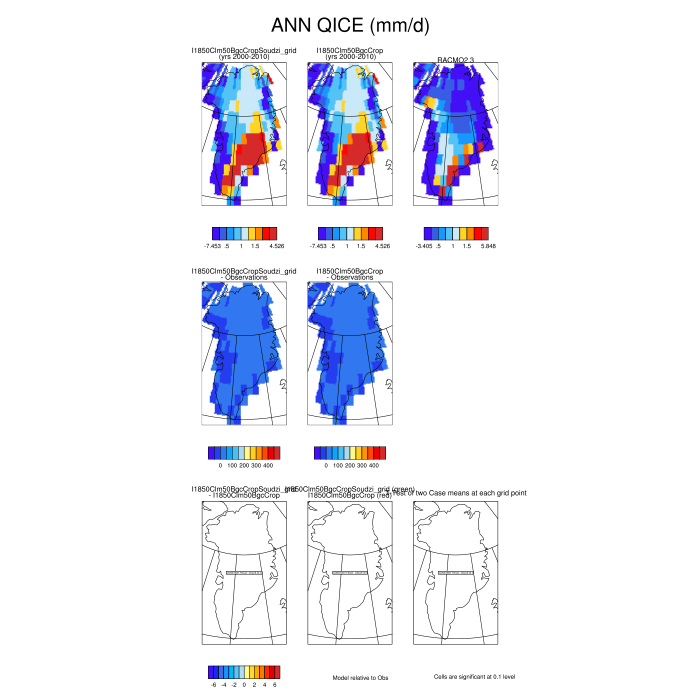 ANN QICE (mm/d)
I1850Clm50BgcCropSoudzi_grid
(yrs 2000-2010)
I1850Clm50BgcCrop
(yrs 2000-2010)
RACMO2.3
-7.453 .5 1 1.5 4.526
-7.453 .5 1 1.5 4.526
-3.405 .5 1 1.5 5.848
I1850Clm50BgcCropSoudzi_grid
- Observations
I1850Clm50BgcCrop
- Observations
0 100 200 300 400
0 100 200 300 400
I1850Clm50BgcCropSoudzi_grid
- I1850Clm50BgcCrop
I1850Clm50BgcCropSoudzi_grid (green)
I1850Clm50BgcCrop (red)
of two Case means at each grid point
-6 -4 -2 0 2 4 6
Model relative to Obs
Cells are significant at 0.1 level